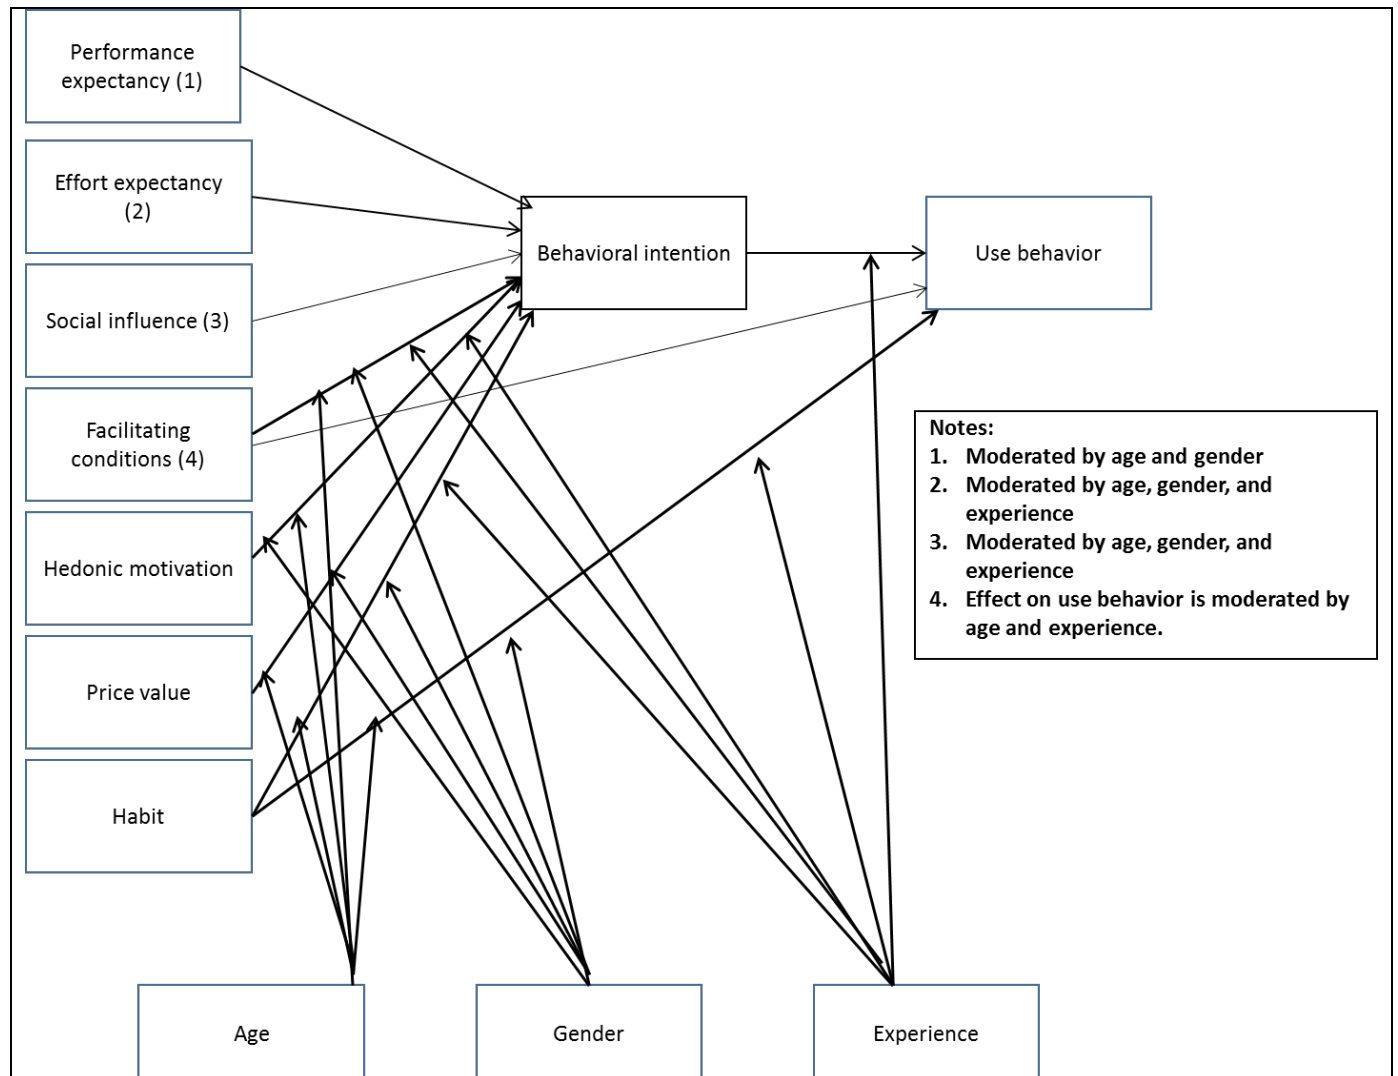 Performance
expectancy (1)
Effort expectancy
(2)
Social influence (3)
Facilitating
conditions (4)
Hedonic motivation
Price value
Habit
Behavioral intention
Use behavior
Notes:
1. Moderated by age and gender
2. Moderated by age, gender, and
experience
3. Moderated by age, gender, and
experience
4. Effect on use behavior is moderated by
age and experience.
Age
Gender
Experience